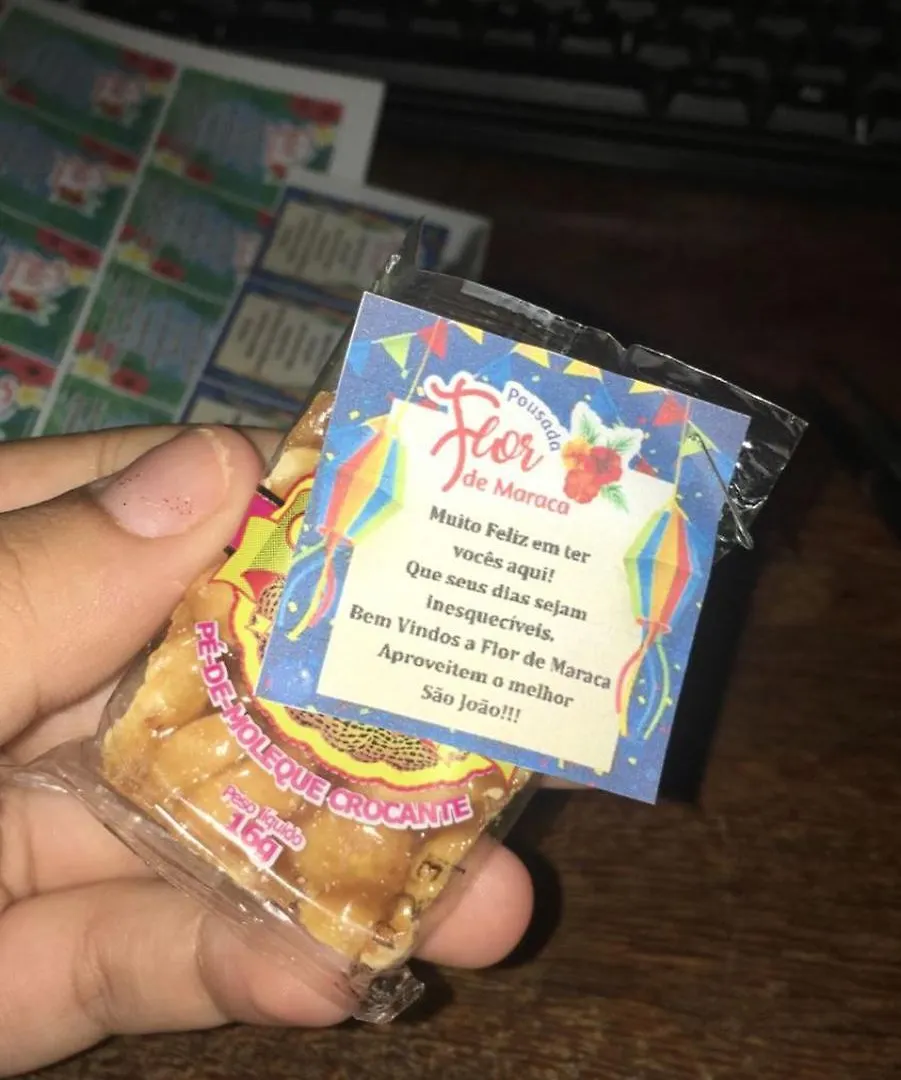 Pousada
Flor
de Maraca
Muito Feliz em ter
vocês aqui!
Que seus dias sejam
inesquecíveis.
Bem Vindos a Flor de Maraca
Aproveitem o melhor
São João!!!
PÉ-DE-MOLEQUE CROCANTE
Peso líquido
16g